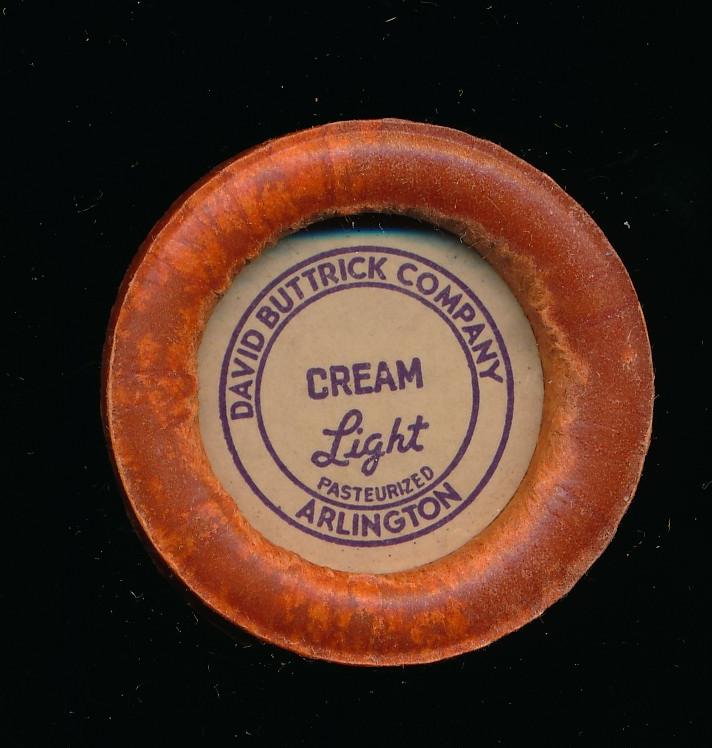 DAVID BUTTRICK COMPANY
CREAM
Light
PASTEURIZED
ARLINGTON